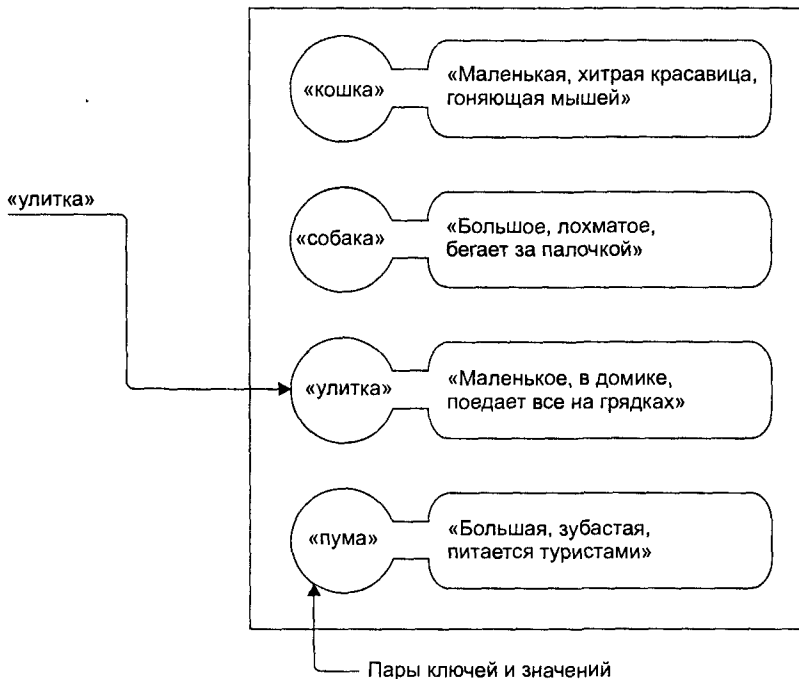 «кошка»
«Маленькая, хитрая красавица,
гоняющая мышей»
«улитка»
«собака»
«Большое, лохматое,
бегает за палочкой»
«улитка»
«Маленькое, в домике,
поедает все на грядках»
«пума»
«Большая, зубастая,
питается туристами»
Пары ключей и значений